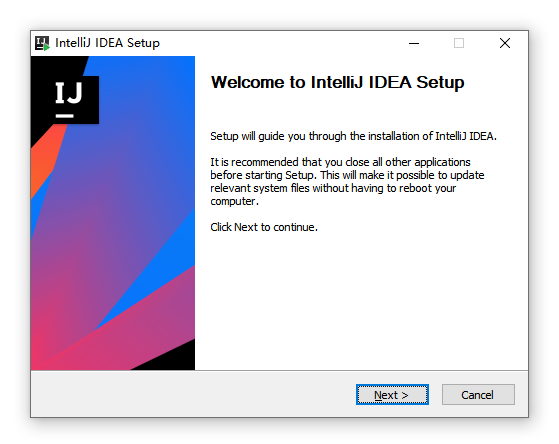 IntelliJ IDEA Setup
IJ
Welcome to IntelliJ IDEA Setup
Setup will guide you through the installation of IntelliJ IDEA.
It is recommended that you close all other applications
before starting Setup. This will make it possible to update
relevant system files without having to reboot your
computer.
Click Next to continue.
Next >
Cancel